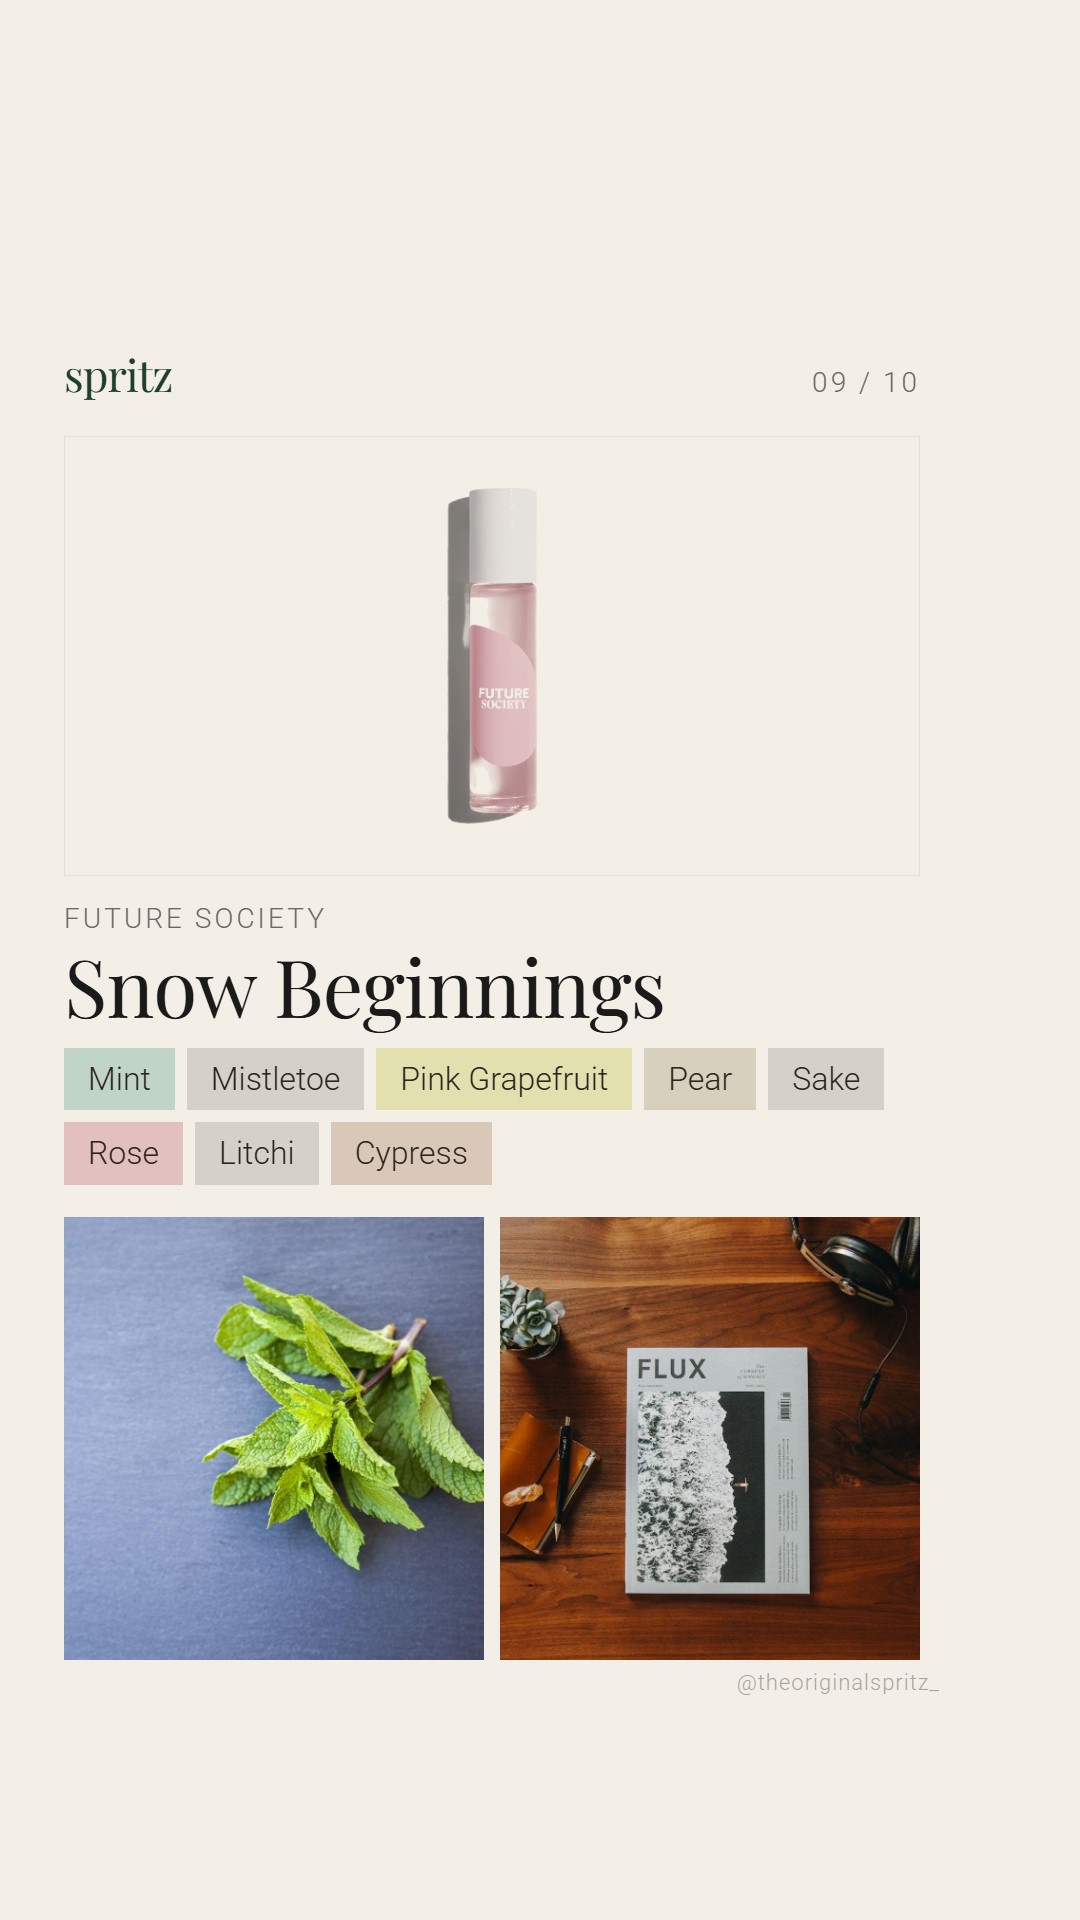 spritz
09 / 10
FUTURE
SOCIETY
FUTURE SOCIETY
Snow Beginnings
Mint Mistletoe Pink Grapefruit Pear Sake
Rose Litchi Cypress
FLUX
@theoriginalspritz_